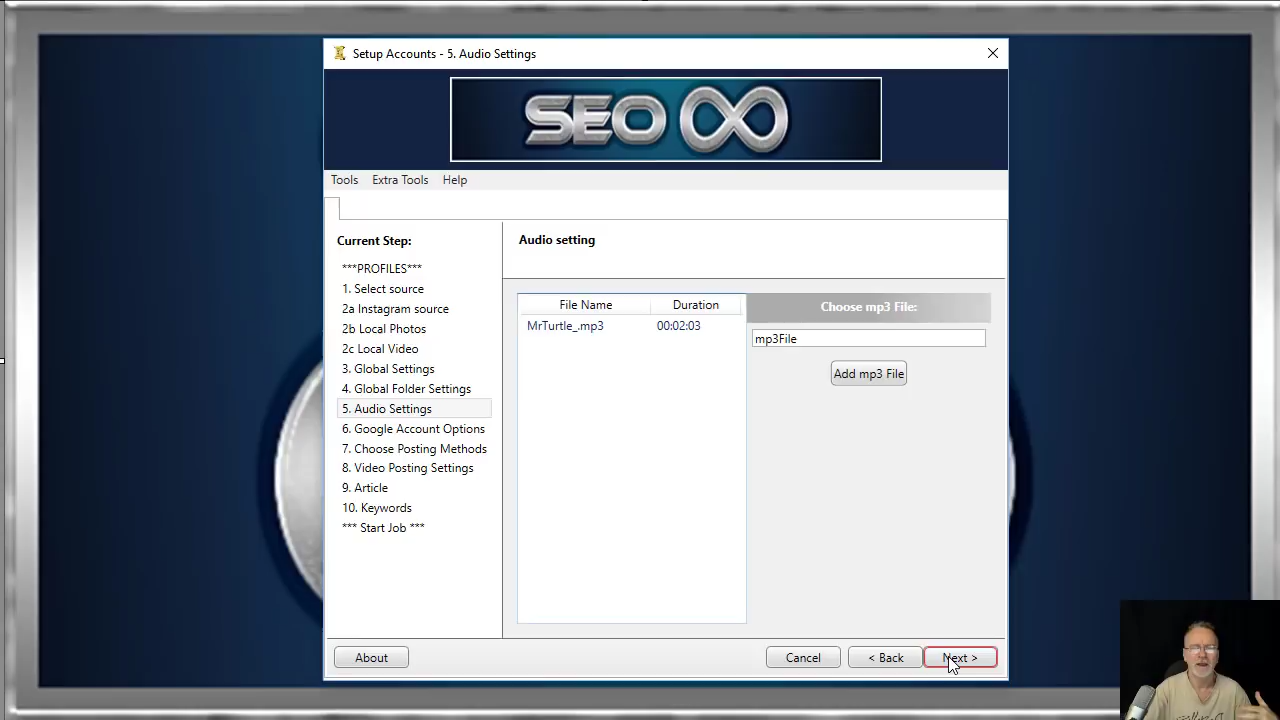 Setup Accounts - 5. Audio Settings
SEO
Tools Extra Tools Help
Current Step:
***PROFILES***
1. Select source
2a Instagram source
2b Local Photos
2c Local Video
3. Global Settings
4. Global Folder Settings
5. Audio Settings
6. Google Account Options
7. Choose Posting Methods
8. Video Posting Settings
9. Article
10. Keywords
*** Start Job ***
Audio setting
File Name Duration
MrTurtle_.mp3 00:02:03
Choose mp3 File:
mp3File
Add mp3 File
About
Cancel
< Back
Next >